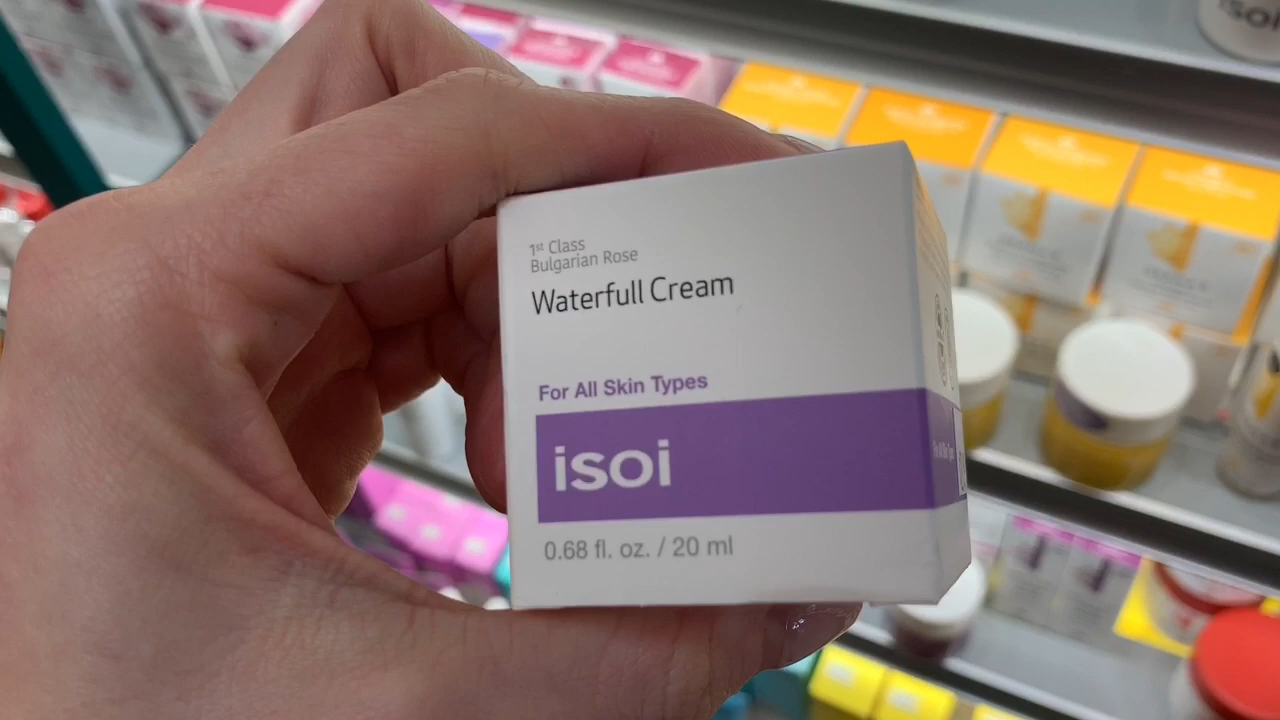 1st Class
Bulgarian Rose
Waterfull Cream
For All Skin Types
isoi
0.68 fl. oz. / 20 ml